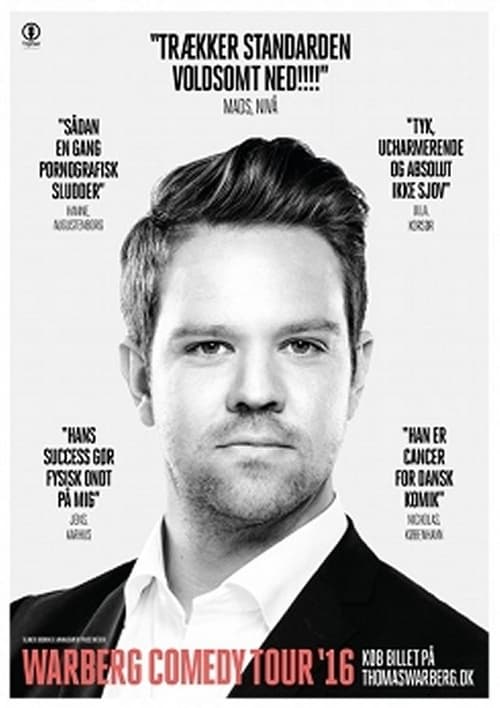 "TRÆKKER STANDARDEN
VOLDSOMT NED!!!!"
MADS, NIVÅ
"SÅDAN
EN GANG
PORNOGRAFISK
SLUDDER"
HANNE,
AUGUSTENBORG
"TYK,
UCHARMERENDE
OG ABSOLUT
IKKE SJOV"
ULLA,
KORSØR
"HANS
SUCCESS GØR
FYSISK ONDT
PÅ MIG"
JENS,
AARHUS
"HAN ER
CANCER
FOR DANSK
KOMIK"
NICHOLAS,
KØBENHAVN
WARBERG COMEDY TOUR '16
KØB BILLET PÅ
THOMASWARBERG.DK